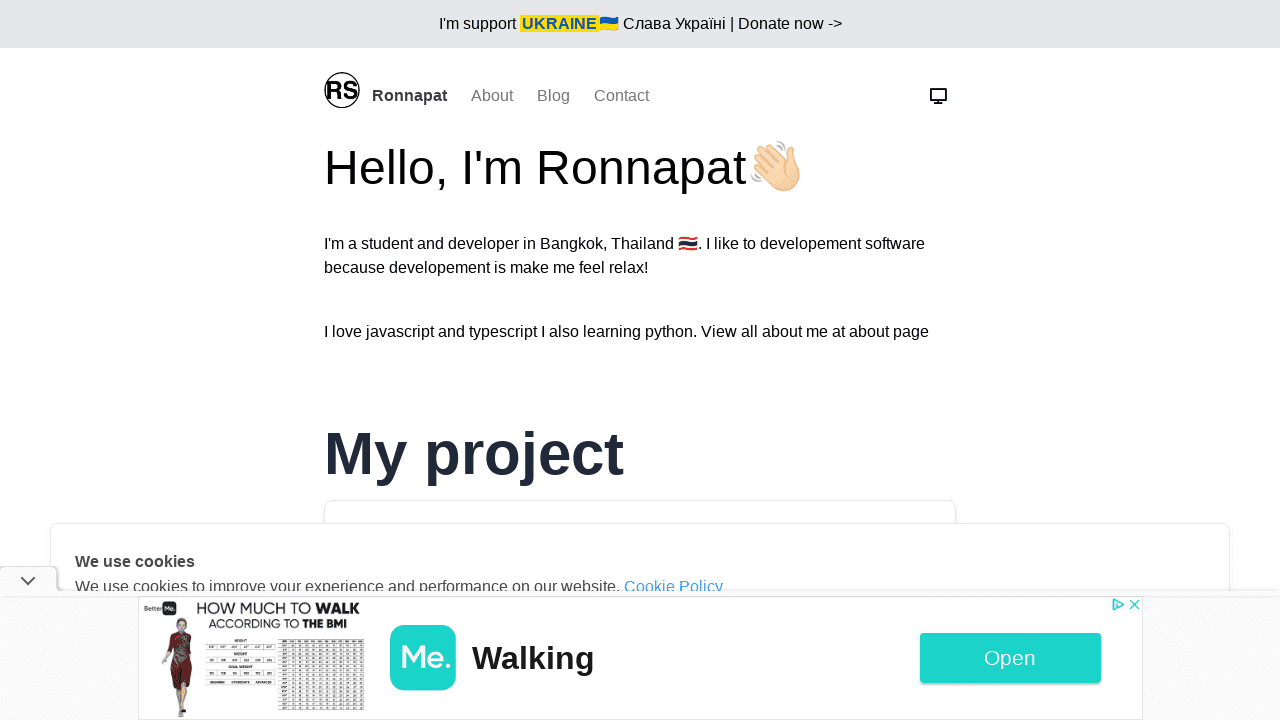 I'm support UKRAINE🇺🇦 Слава Україні | Donate now ->
RS Ronnapat About Blog Contact
Hello, I'm Ronnapat👋🏻
I'm a student and developer in Bangkok, Thailand 🇹🇭. I like to developement software
because developement is make me feel relax!
I love javascript and typescript I also learning python. View all about me at about page
My project
We use cookies
We use cookies to improve your experience and performance on our website. Cookie Policy
BetterMe. HOW MUCH TO WALK
ACCORDING TO THE BMI
Me. Walking
Open